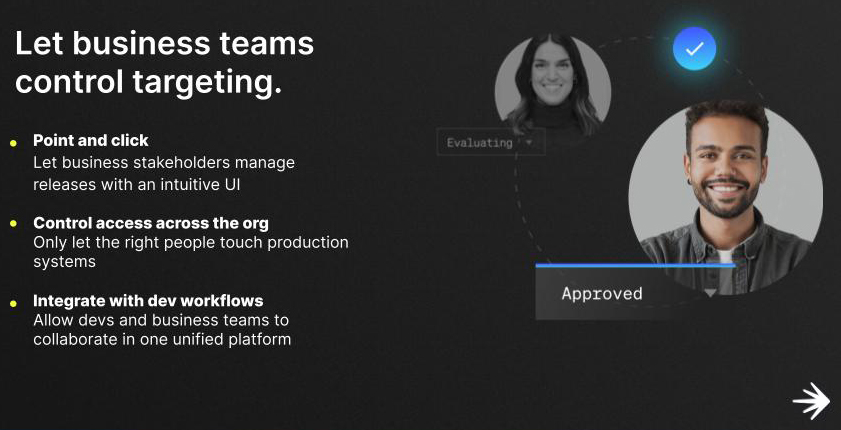 Let business teams
control targeting.
Point and click
Let business stakeholders manage
releases with an intuitive UI
Control access across the org
Only let the right people touch production
systems
Integrate with dev workflows
Allow devs and business teams to
collaborate in one unified platform
Evaluating
Approved